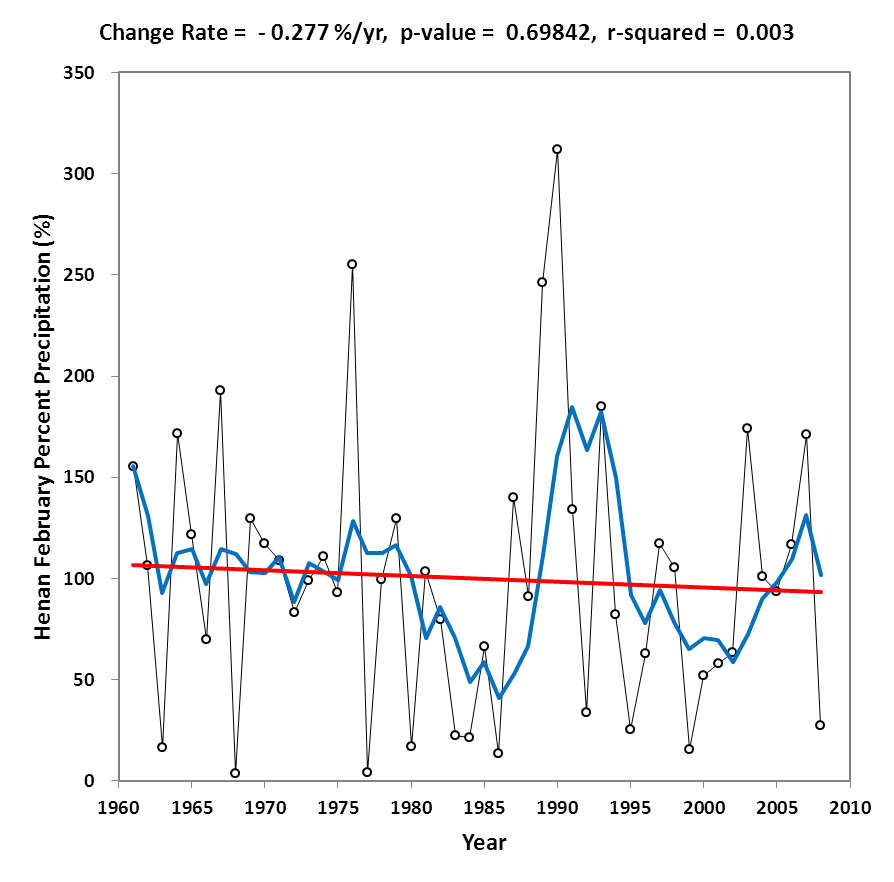 Change Rate = - 0.277 %/yr, p-value = 0.69842, r-squared = 0.003
Henan February Percent Precipitation (%)
350
300
250
200
150
100
50
0
1960 1965 1970 1975 1980 1985 1990 1995 2000 2005 2010
Year